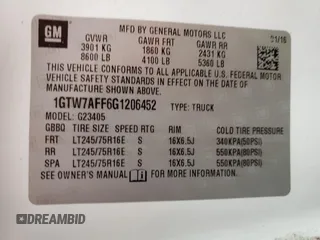 GM
MFD BY GENERAL MOTORS LLC
01/16
GVWR GAWR FRT GAWR RR
3901 KG 1860 KG 2431 KG
8600 LB 4100 LB 5360 LB
THIS VEHICLE CONFORMS TO ALL APPLICABLE U.S.
FEDERAL MOTOR VEHICLE SAFETY STANDARDS
IN EFFECT ON THE DATE OF
MANUFACTURE SHOWN ABOVE.
1GTW7AFF6G1206452 TYPE: TRUCK
MODEL: G23405
GBBQ TIRE SIZE SPEED RTG RIM COLD TIRE PRESSURE
FRT LT245/75R16E S 16X6.5J 340KPA(50PSI)
RR LT245/75R16E S 16X6.5J 550KPA(80PSI)
SPA LT245/75R16E S 16X6.5J 550KPA(80PSI)
SEE OWNER'S MANUAL FOR ADDITIONAL INFORMATION
DREAMBID